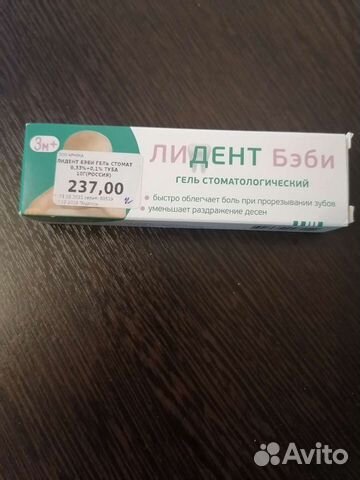 3м+
ЛИДЕНТ Бэби
ГЕЛЬ СТОМАТОЛОГИЧЕСКИЙ
• быстро облегчает боль при прорезывании зубов
• уменьшает раздражение десен
ЛИДЕНТ БЭБИ ГЕЛЬ СТОМАТ
0,33%+0,1% ТУБА
10Г(РОССИЯ)
237,00
Avito